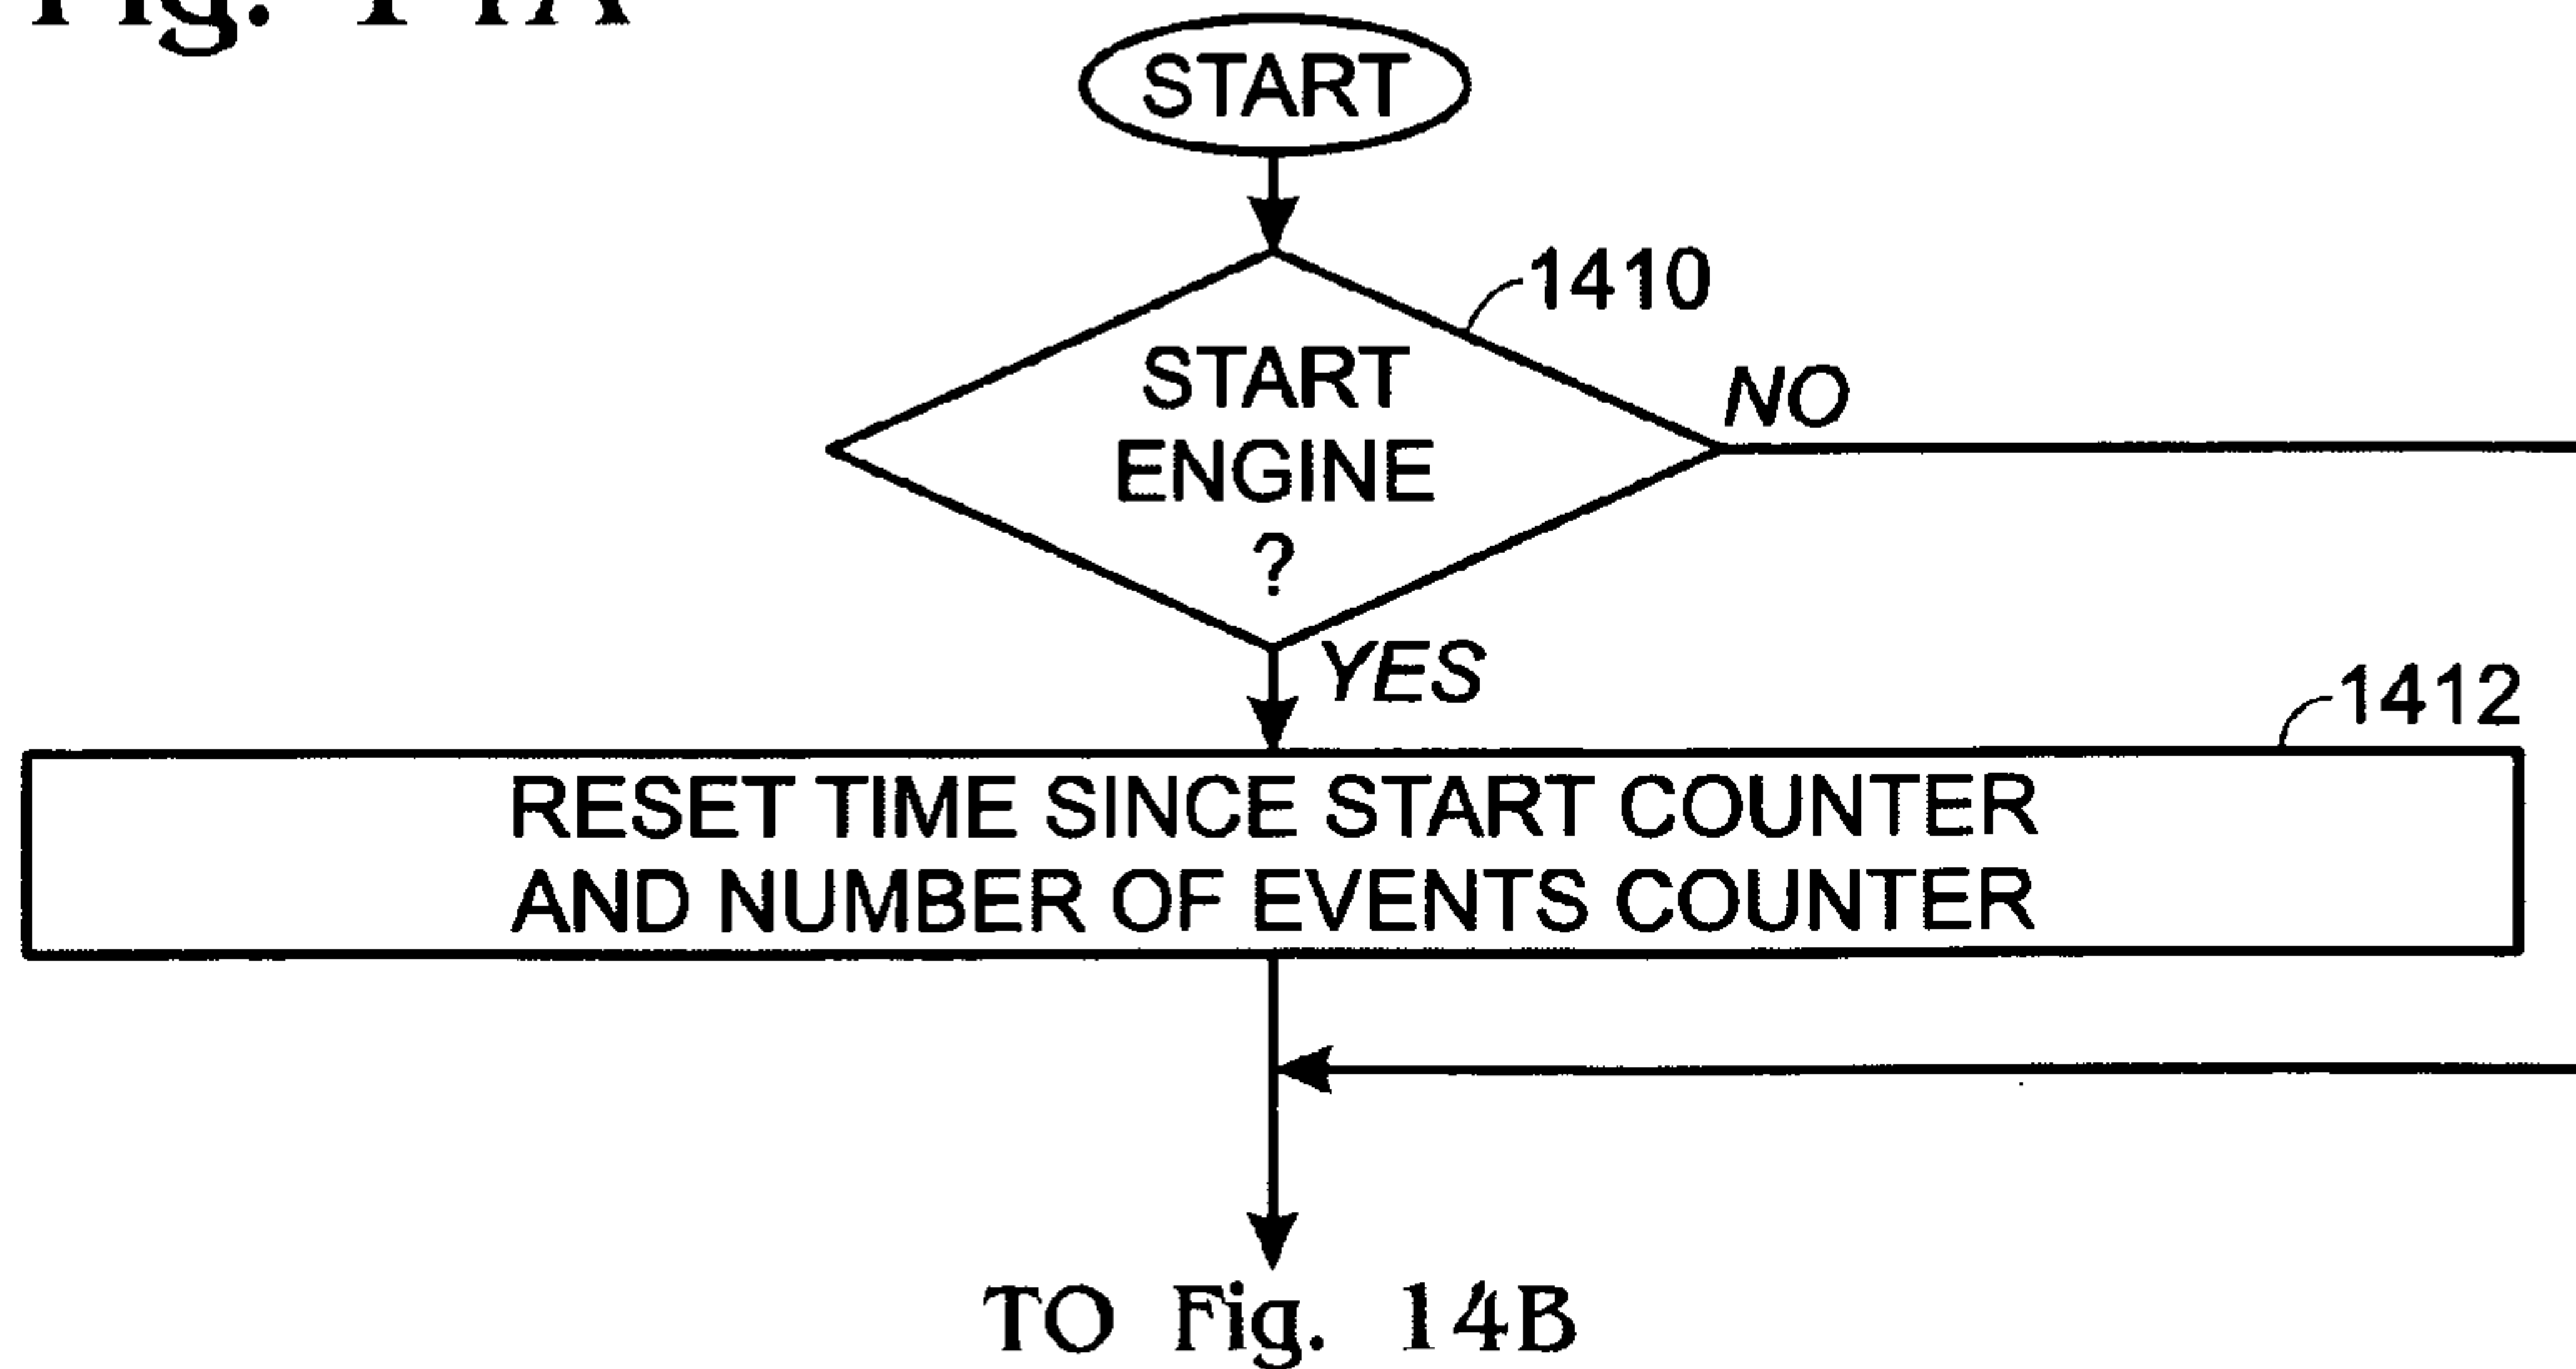 Fig. 14A
START
1410
START
ENGINE
?
NO
YES
1412
RESET TIME SINCE START COUNTER
AND NUMBER OF EVENTS COUNTER
TO Fig. 14B